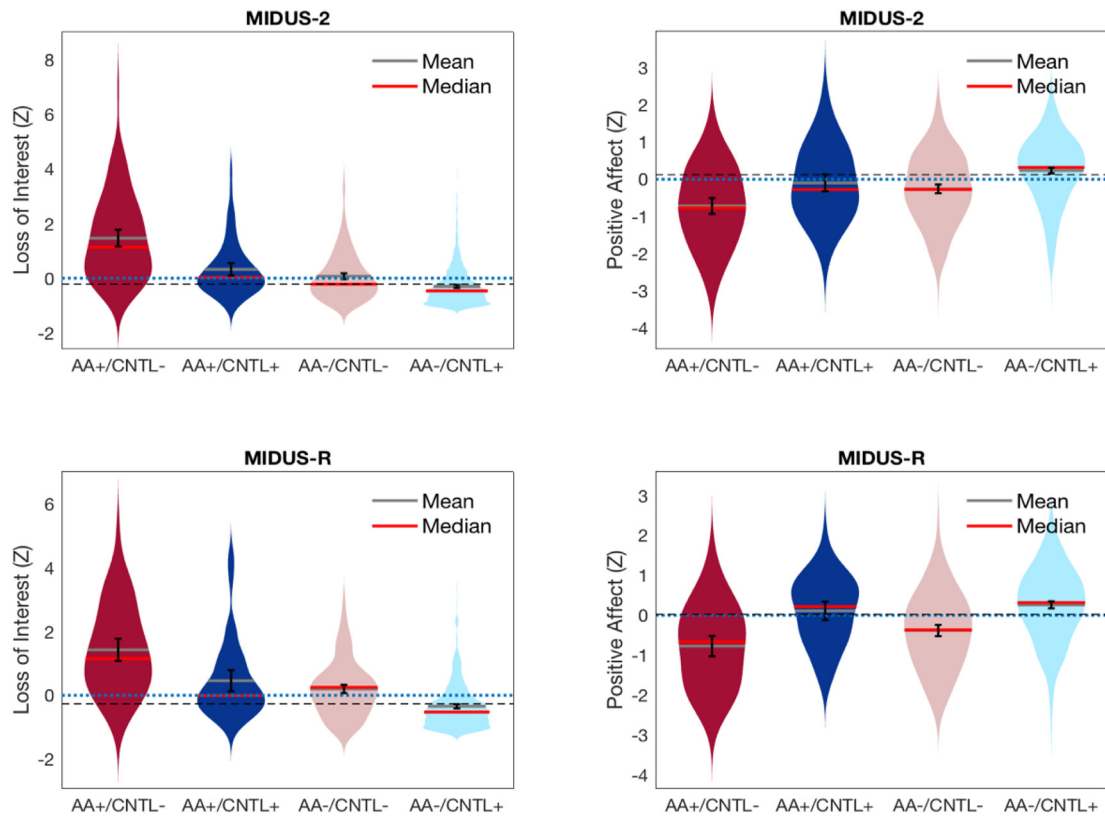 MIDUS-2
Loss of Interest (Z)
8
6
4
2
0
-2
Mean
Median
AA+/CNTL- AA+/CNTL+ AA-/CNTL- AA-/CNTL+
MIDUS-2
Positive Affect (Z)
3
2
1
0
-1
-2
-3
-4
Mean
Median
AA+/CNTL- AA+/CNTL+ AA-/CNTL- AA-/CNTL+
MIDUS-R
Loss of Interest (Z)
6
4
2
0
-2
Mean
Median
AA+/CNTL- AA+/CNTL+ AA-/CNTL- AA-/CNTL+
MIDUS-R
Positive Affect (Z)
3
2
1
0
-1
-2
-3
-4
Mean
Median
AA+/CNTL- AA+/CNTL+ AA-/CNTL- AA-/CNTL+